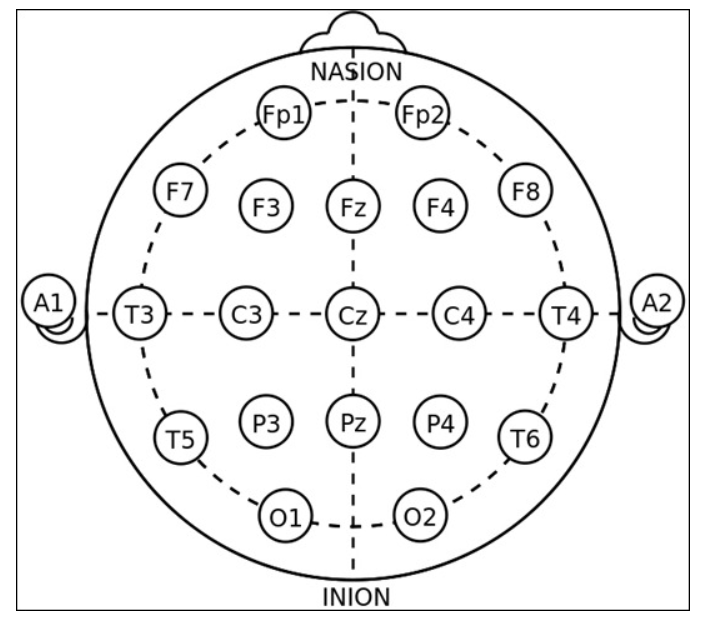 NASION
Fp1 Fp2
F7 F3 Fz F4 F8
A1 T3 C3 Cz C4 T4 A2
T5 P3 Pz P4 T6
O1 O2
INION